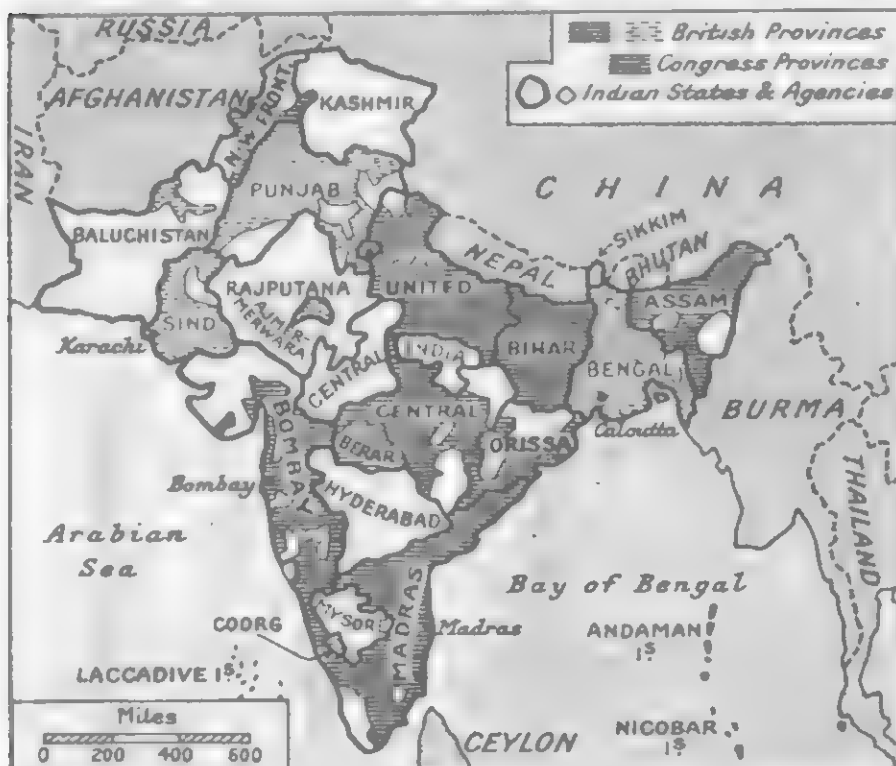 RUSSIA
British Provinces
Congress Provinces
Indian States & Agencies
AFGHANISTAN
N.W. FRONT.
KASHMIR
IRAN
PUNJAB
CHINA
BALUCHISTAN
SIKKIM
BHUTAN
NEPAL
RAJPUTANA
UNITED
ASSAM
AJMER-
MERWARA
SIND
Karachi
INDIA
BIHAR
BENGAL
CENTRAL
CENTRAL
BURMA
BOMBAY
BERAR
ORISSA
Calcutta
Bombay
HYDERABAD
THAILAND
Arabian
Sea
Bay of Bengal
MYSOR
MADRAS
COORG
Madras
ANDAMAN
Is.
LACCADIVE Is.
Miles
0 200 400 600
CEYLON
NICOBAR
Is.